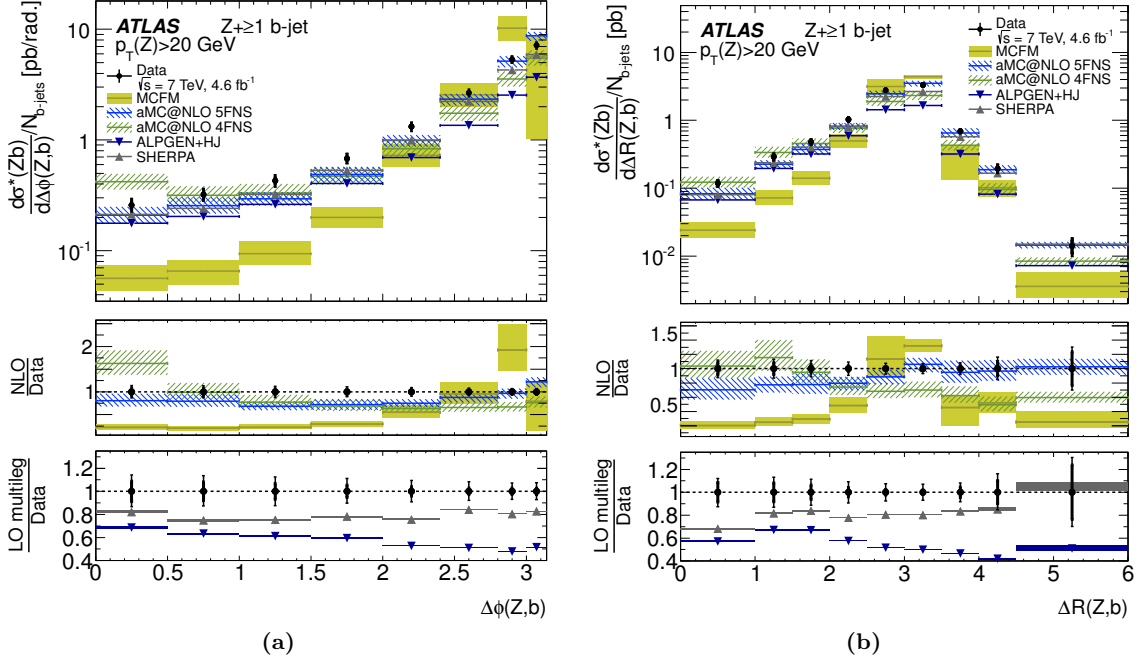 ATLAS Z+≥1 b-jet
p_T(Z)>20 GeV
Data
√s = 7 TeV, 4.6 fb⁻¹
MCFM
aMC@NLO 5FNS
aMC@NLO 4FNS
ALPGEN+HJ
SHERPA
dσ*(Zb)/dΔϕ(Z,b) /N_b-jets [pb/rad.]
10
1
10⁻¹
NLO/Data
2
1
LO multileg/Data
1.2
1
0.8
0.6
0.4
0 0.5 1 1.5 2 2.5 3
Δϕ(Z,b)
(a)
ATLAS Z+≥1 b-jet
p_T(Z)>20 GeV
Data
√s = 7 TeV, 4.6 fb⁻¹
MCFM
aMC@NLO 5FNS
aMC@NLO 4FNS
ALPGEN+HJ
SHERPA
dσ*(Zb)/dΔR(Z,b) /N_b-jets [pb]
10
1
10⁻¹
10⁻²
NLO/Data
1.5
1
0.5
LO multileg/Data
1.2
1
0.8
0.6
0.4
0 1 2 3 4 5 6
ΔR(Z,b)
(b)